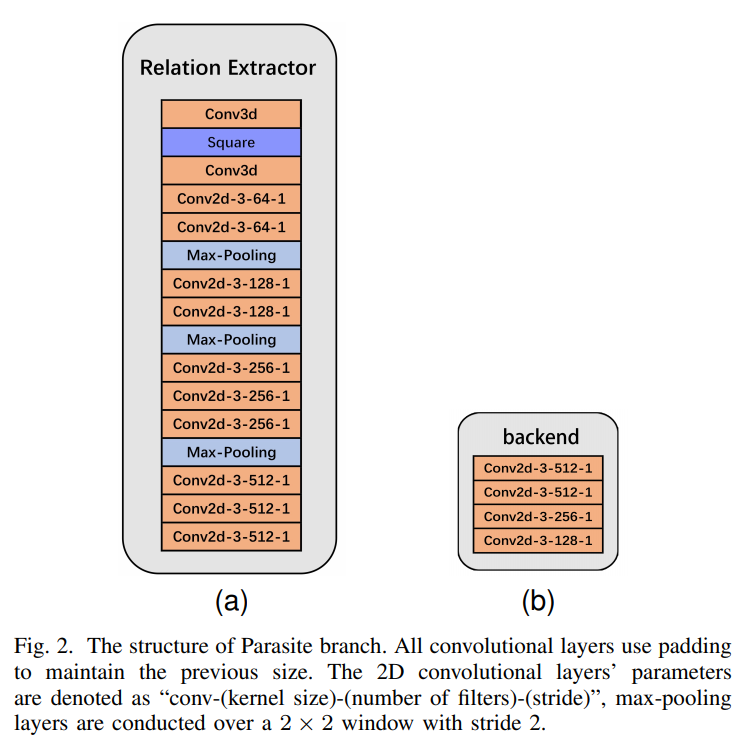 Relation Extractor
Conv3d
Square
Conv3d
Conv2d-3-64-1
Conv2d-3-64-1
Max-Pooling
Conv2d-3-128-1
Conv2d-3-128-1
Max-Pooling
Conv2d-3-256-1
Conv2d-3-256-1
Conv2d-3-256-1
Max-Pooling
Conv2d-3-512-1
Conv2d-3-512-1
Conv2d-3-512-1
(a)
backend
Conv2d-3-512-1
Conv2d-3-512-1
Conv2d-3-256-1
Conv2d-3-128-1
(b)
Fig. 2. The structure of Parasite branch. All convolutional layers use padding
to maintain the previous size. The 2D convolutional layers’ parameters
are denoted as “conv-(kernel size)-(number of filters)-(stride)”, max-pooling
layers are conducted over a 2 × 2 window with stride 2.